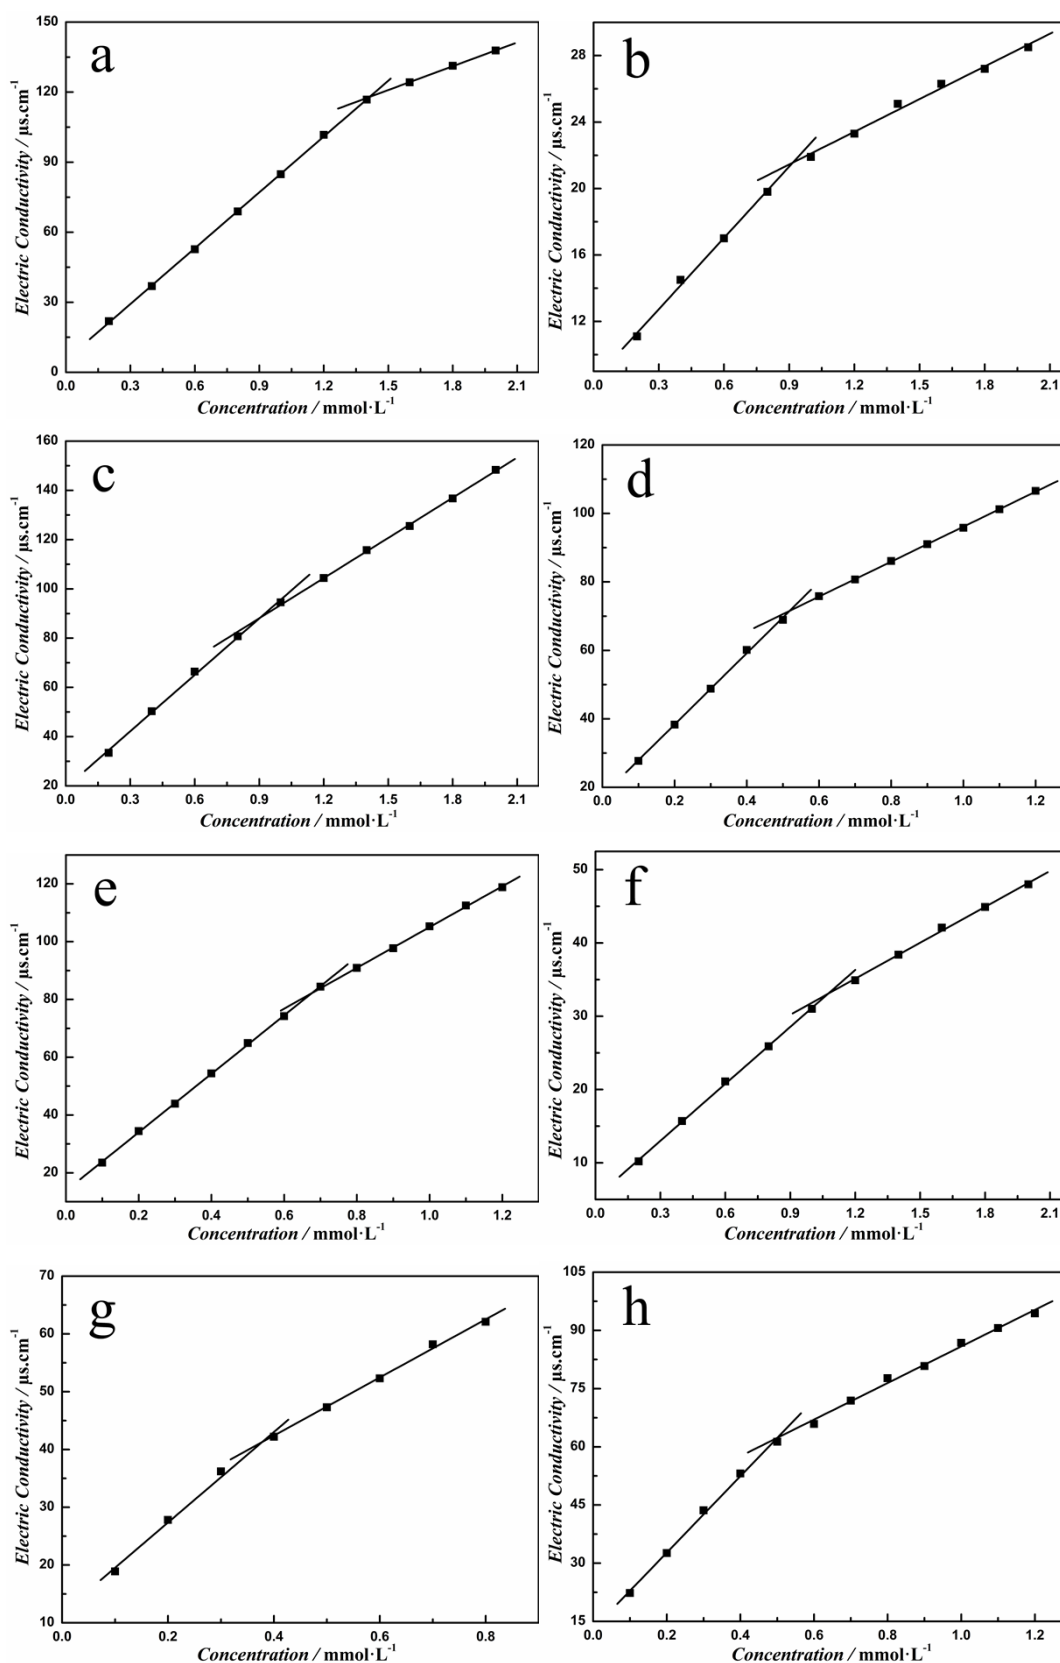 a
150
120
90
60
30
0
Electric Conductivity / μs.cm-1
0.0 0.3 0.6 0.9 1.2 1.5 1.8 2.1
Concentration / mmol·L-1
b
28
24
20
16
12
Electric Conductivity / μs.cm-1
0.0 0.3 0.6 0.9 1.2 1.5 1.8 2.1
Concentration / mmol·L-1
c
160
140
120
100
80
60
40
20
Electric Conductivity / μs.cm-1
0.0 0.3 0.6 0.9 1.2 1.5 1.8 2.1
Concentration / mmol·L-1
d
120
100
80
60
40
20
Electric Conductivity / μs.cm-1
0.0 0.2 0.4 0.6 0.8 1.0 1.2
Concentration / mmol·L-1
e
120
100
80
60
40
20
Electric Conductivity / μs.cm-1
0.0 0.2 0.4 0.6 0.8 1.0 1.2
Concentration / mmol·L-1
f
50
40
30
20
10
Electric Conductivity / μs.cm-1
0.0 0.3 0.6 0.9 1.2 1.5 1.8 2.1
Concentration / mmol·L-1
g
70
60
50
40
30
20
10
Electric Conductivity / μs.cm-1
0.0 0.2 0.4 0.6 0.8
Concentration / mmol·L-1
h
105
90
75
60
45
30
15
Electric Conductivity / μs.cm-1
0.0 0.2 0.4 0.6 0.8 1.0 1.2
Concentration / mmol·L-1